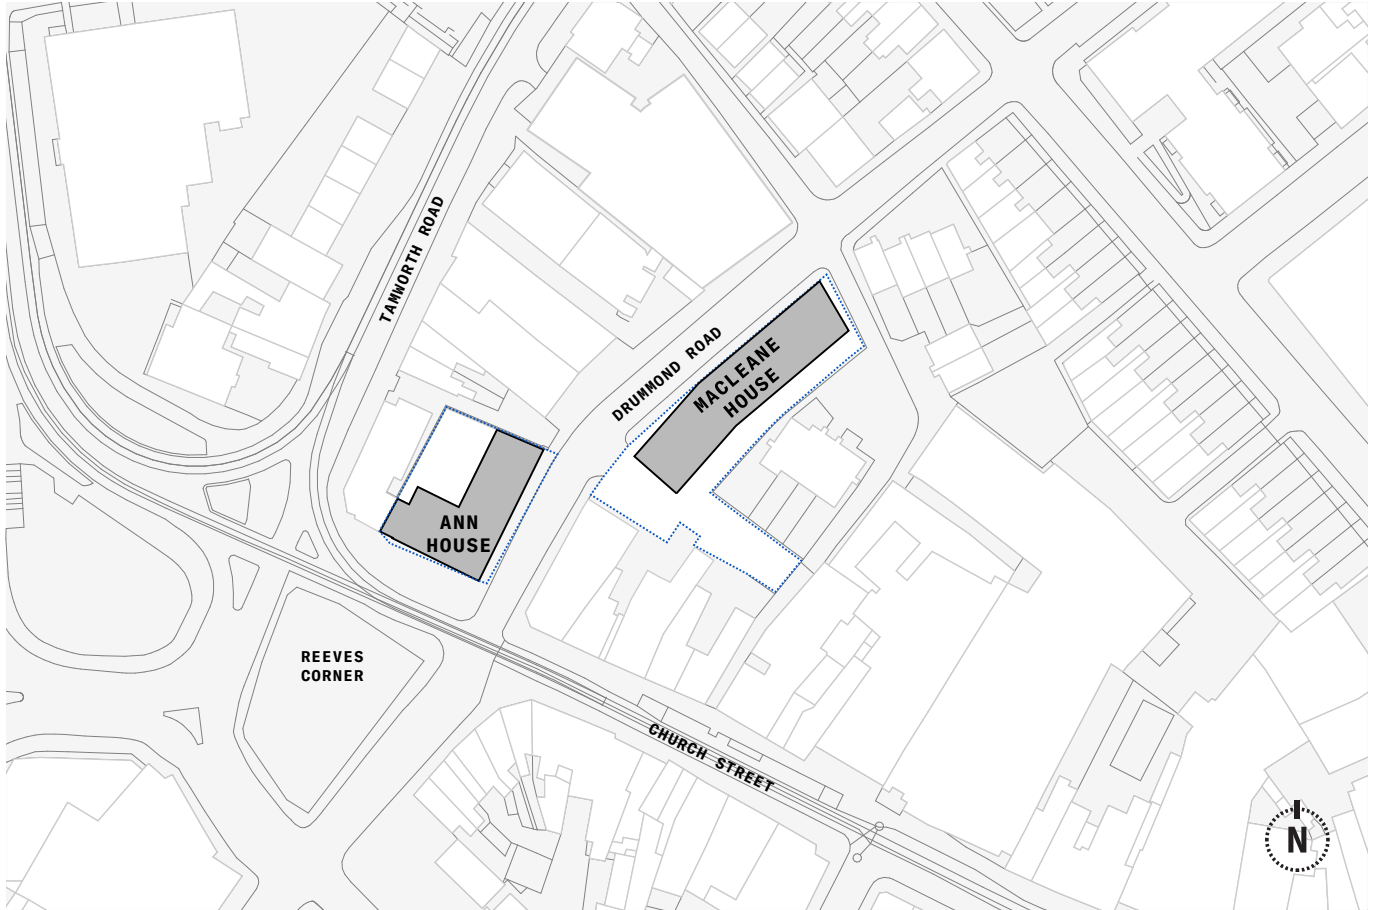 TAMWORTH ROAD
DRUMMOND ROAD
MACLEANE
HOUSE
ANN
HOUSE
REEVES
CORNER
CHURCH STREET
N